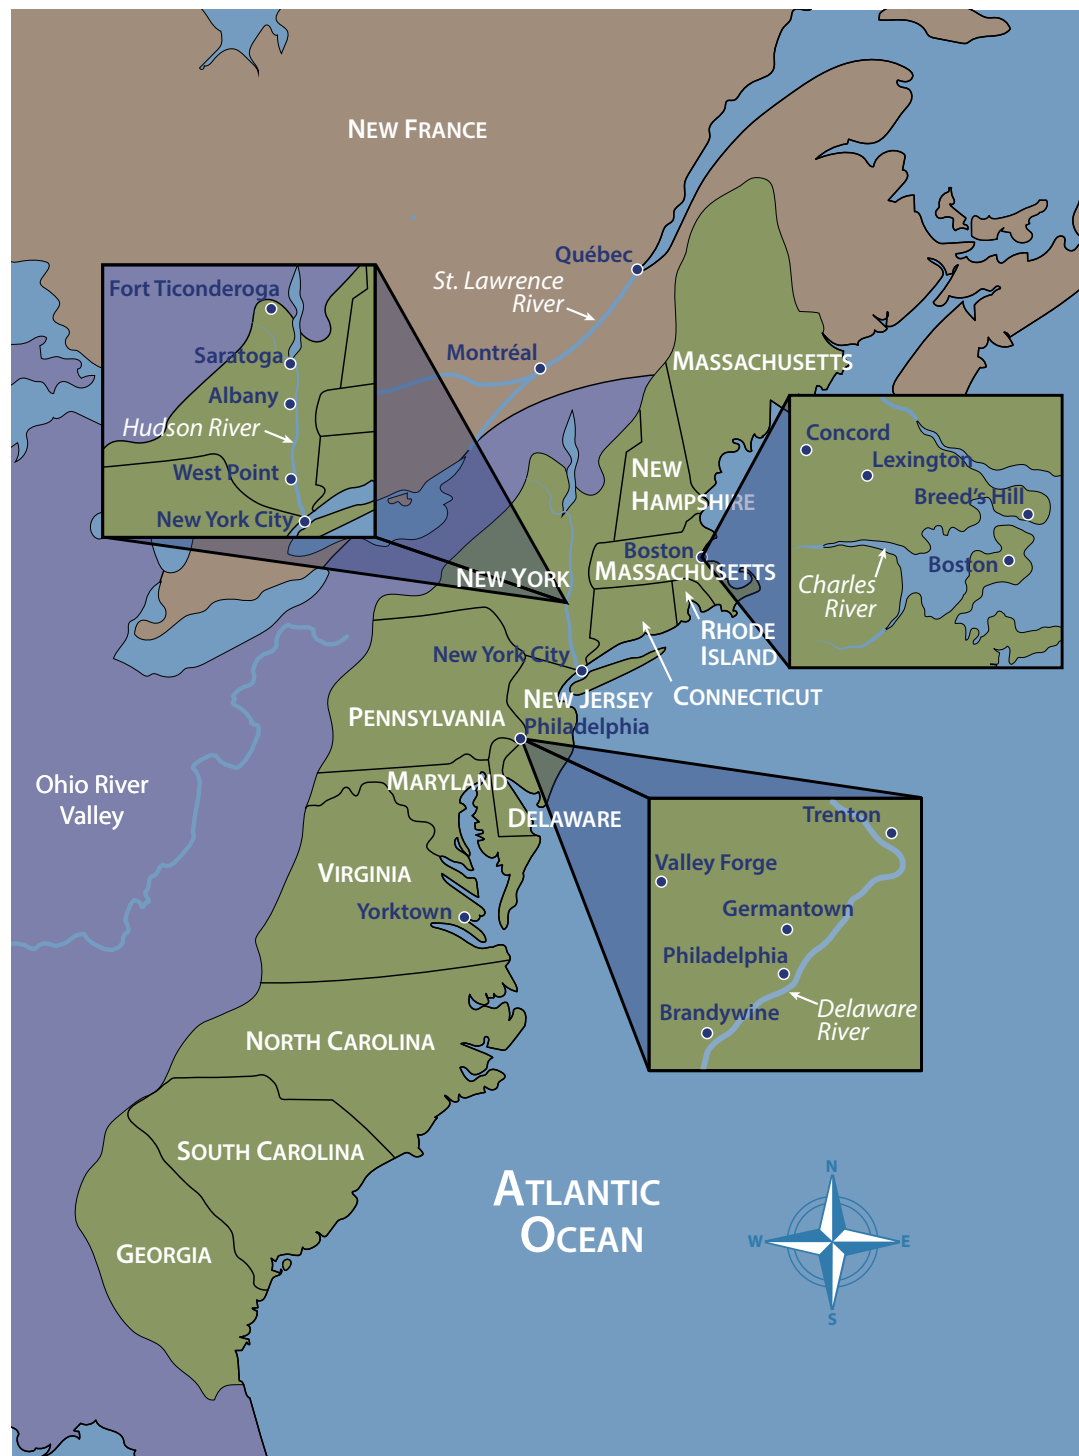 NEW FRANCE
Québec
St. Lawrence
River
Montréal
MASSACHUSETTS
Fort Ticonderoga
Saratoga
Albany
Hudson River
West Point
New York City
Concord
Lexington
Breed's Hill
Boston
Charles
River
NEW
HAMPSHIRE
Boston
MASSACHUSETTS
NEW YORK
RHODE
ISLAND
New York City
CONNECTICUT
NEW JERSEY
PENNSYLVANIA
Philadelphia
Ohio River
Valley
MARYLAND
DELAWARE
Trenton
Valley Forge
Germantown
Philadelphia
Brandywine
Delaware
River
VIRGINIA
Yorktown
NORTH CAROLINA
SOUTH CAROLINA
GEORGIA
ATLANTIC
OCEAN
N
W
E
S